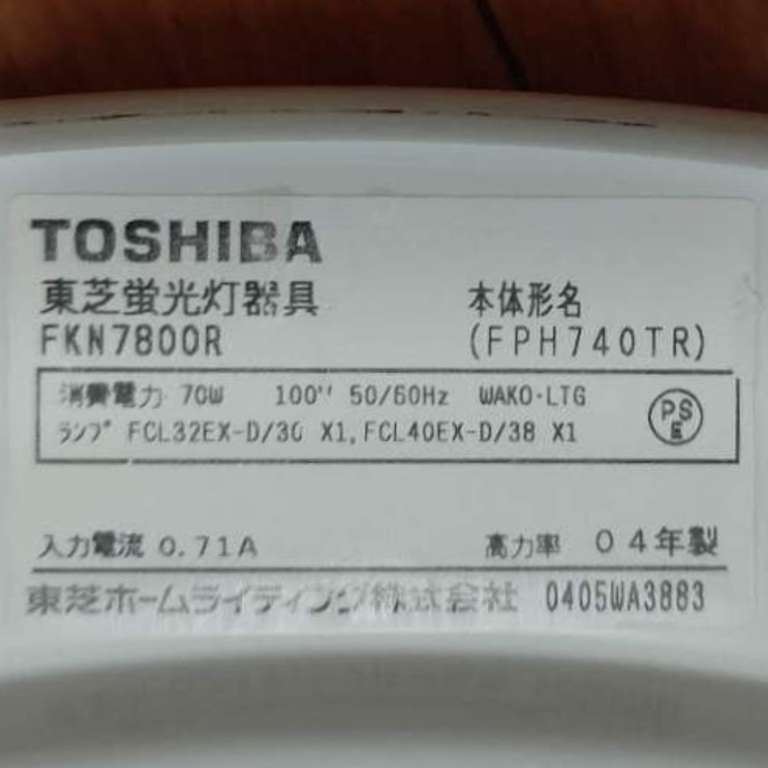 TOSHIBA
東芝蛍光灯器具 本体形名
FKN7800R (FPH740TR)
消費電力 70W 100V 50/60Hz WAKO・LTG
ランプ FCL32EX-D/30 X1,FCL40EX-D/38 X1
PS
E
入力電流 0.71A 高力率 04年製
東芝ホームライティング株式会社 0405WA3883